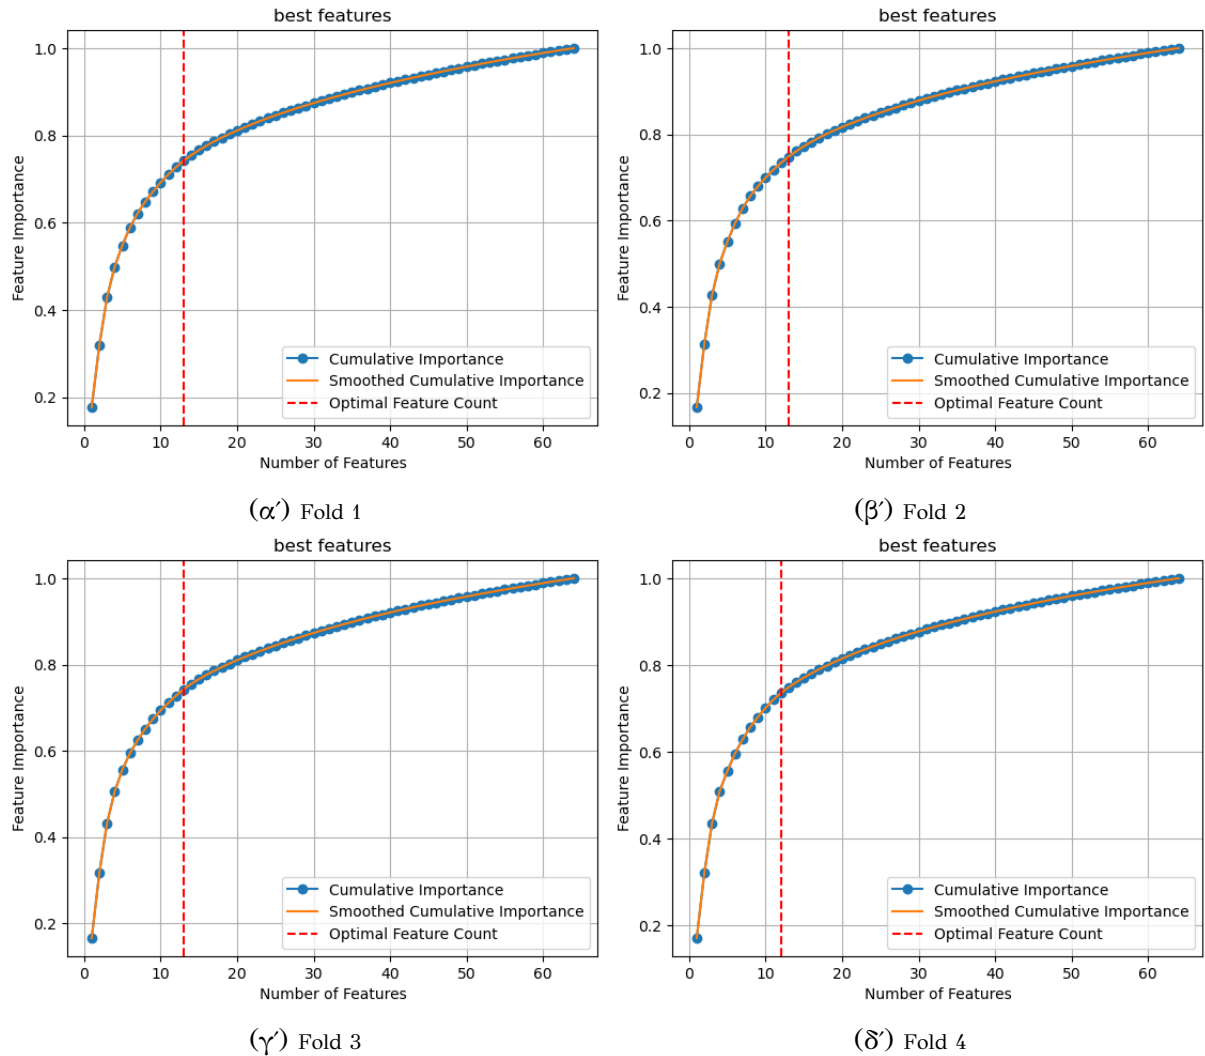 best features
1.0
0.8
0.6
0.4
0.2
Feature Importance
Cumulative Importance
Smoothed Cumulative Importance
Optimal Feature Count
0 10 20 30 40 50 60
Number of Features
(α′) Fold 1
best features
1.0
0.8
0.6
0.4
0.2
Feature Importance
Cumulative Importance
Smoothed Cumulative Importance
Optimal Feature Count
0 10 20 30 40 50 60
Number of Features
(β′) Fold 2
best features
1.0
0.8
0.6
0.4
0.2
Feature Importance
Cumulative Importance
Smoothed Cumulative Importance
Optimal Feature Count
0 10 20 30 40 50 60
Number of Features
(γ′) Fold 3
best features
1.0
0.8
0.6
0.4
0.2
Feature Importance
Cumulative Importance
Smoothed Cumulative Importance
Optimal Feature Count
0 10 20 30 40 50 60
Number of Features
(δ′) Fold 4